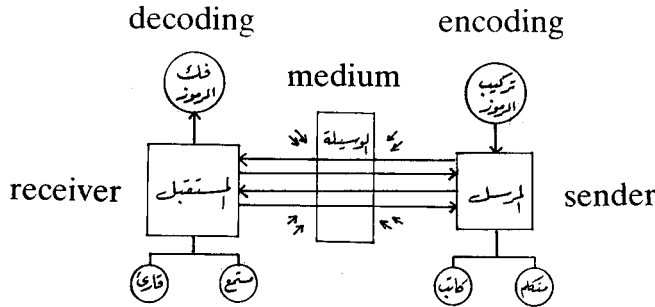 decoding
encoding
medium
فك
الرموز
تركيب
الرموز
الوسيلة
receiver
المستقبل
المرسل
sender
قارئ
مستمع
كاتب
متكلم